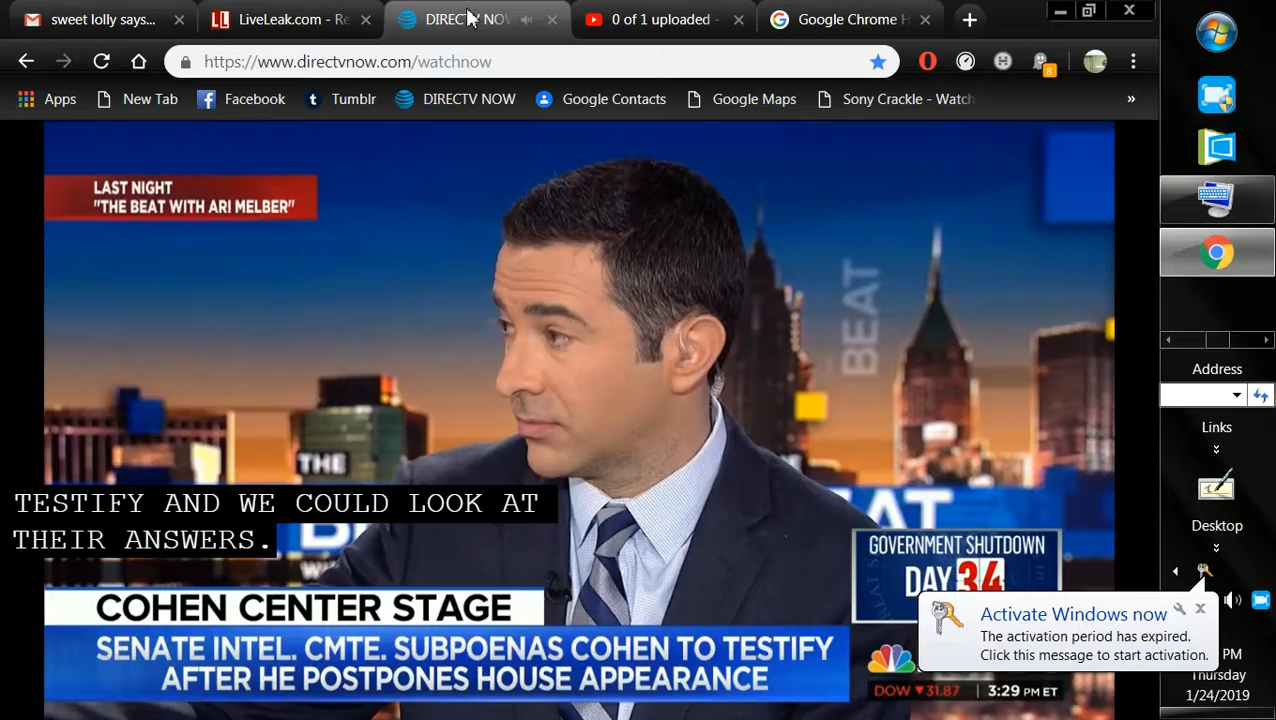 sweet lolly says...
LiveLeak.com - Re
DIRECTV NOW
0 of 1 uploaded -
Google Chrome H
https://www.directvnow.com/watchnow
8
Apps
New Tab
Facebook
Tumblr
DIRECTV NOW
Google Contacts
Google Maps
Sony Crackle - Watch
»
LAST NIGHT
"THE BEAT WITH ARI MELBER"
BEAT
THE
TESTIFY AND WE COULD LOOK AT
THEIR ANSWERS.
GOVERNMENT SHUTDOWN
DAY 34
COHEN CENTER STAGE
SENATE INTEL. CMTE. SUBPOENAS COHEN TO TESTIFY
AFTER HE POSTPONES HOUSE APPEARANCE
DOW ▼31.87
3:29 PM ET
Address
Links
Desktop
Activate Windows now
The activation period has expired.
Click this message to start activation.
PM
Thursday
1/24/2019